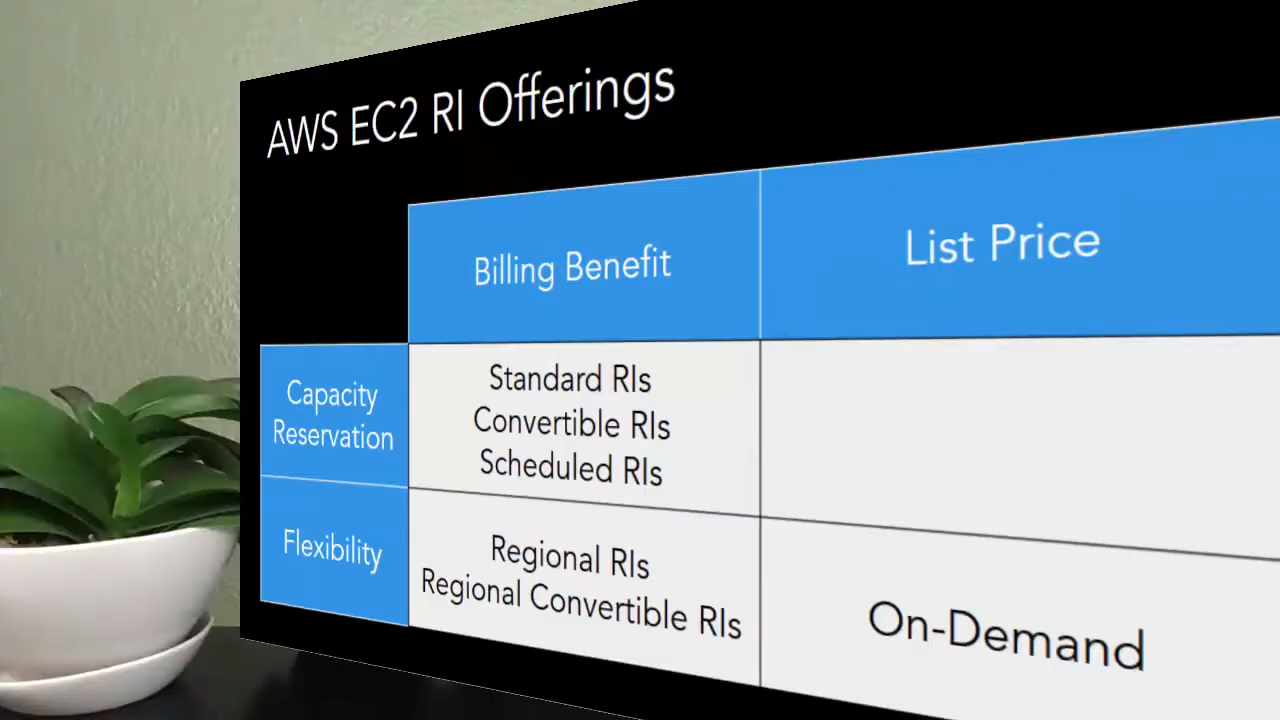 AWS EC2 RI Offerings
Billing Benefit
List Price
Capacity
Reservation
Standard RIs
Convertible RIs
Scheduled RIs
Flexibility
Regional RIs
Regional Convertible RIs
On-Demand